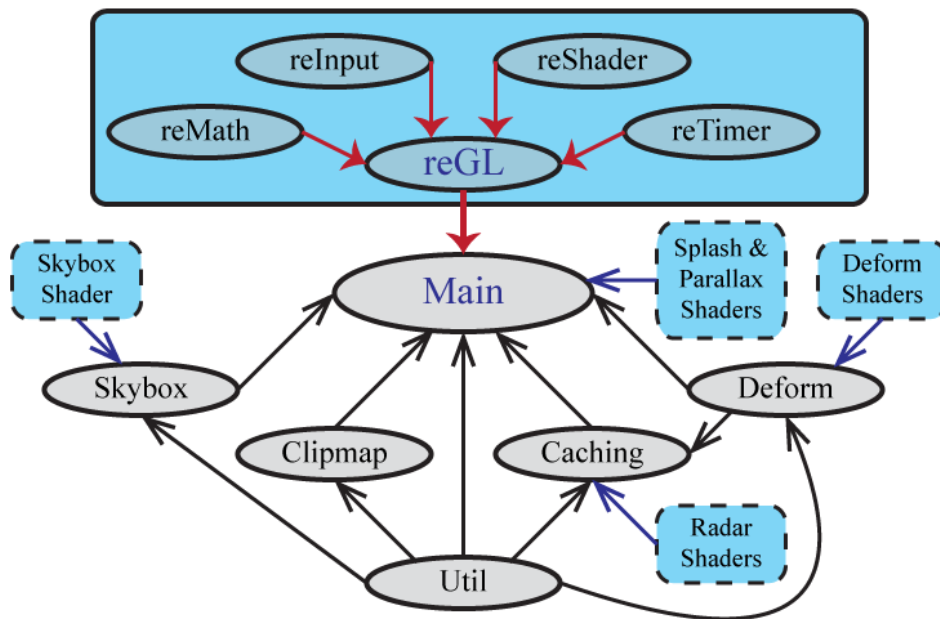 reInput
reShader
reMath
reTimer
reGL
Skybox
Shader
Main
Splash &
Parallax
Shaders
Deform
Shaders
Skybox
Deform
Clipmap
Caching
Radar
Shaders
Util